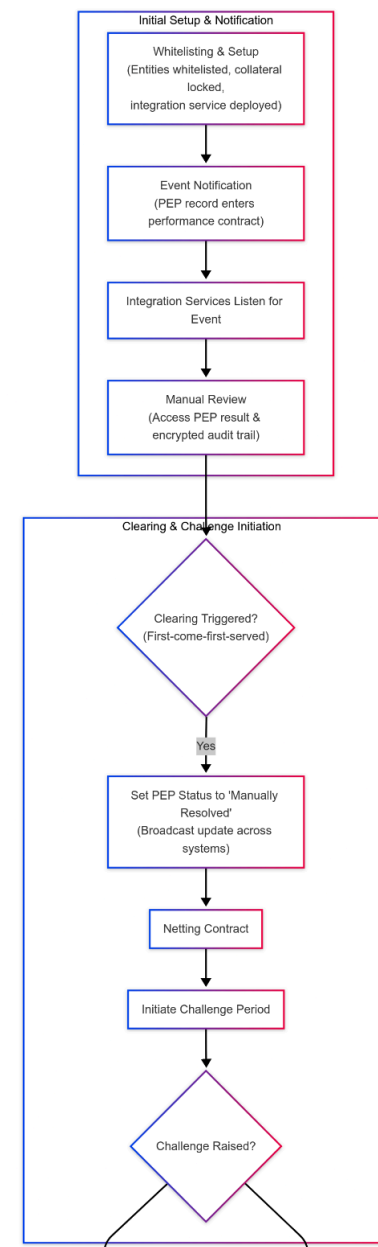 Initial Setup & Notification
Whitelisting & Setup
(Entities whitelisted, collateral
locked,
integration service deployed)
Event Notification
(PEP record enters
performance contract)
Integration Services Listen for
Event
Manual Review
(Access PEP result &
encrypted audit trail)
Clearing & Challenge Initiation
Clearing Triggered?
(First-come-first-served)
Yes
Set PEP Status to 'Manually
Resolved'
(Broadcast update across
systems)
Netting Contract
Initiate Challenge Period
Challenge Raised?